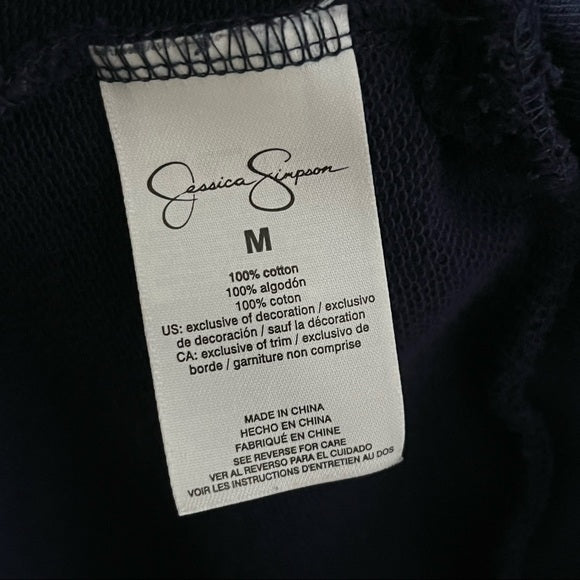 Jessica Simpson
M
100% cotton
100% algodón
100% coton
US: exclusive of decoration / exclusivo
de decoración / sauf la décoration
CA: exclusive of trim / exclusivo de
borde / garniture non comprise
MADE IN CHINA
HECHO EN CHINA
FABRIQUÉ EN CHINE
SEE REVERSE FOR CARE
VER AL REVERSO PARA EL CUIDADO
VOIR LES INSTRUCTIONS D'ENTRETIEN AU DOS